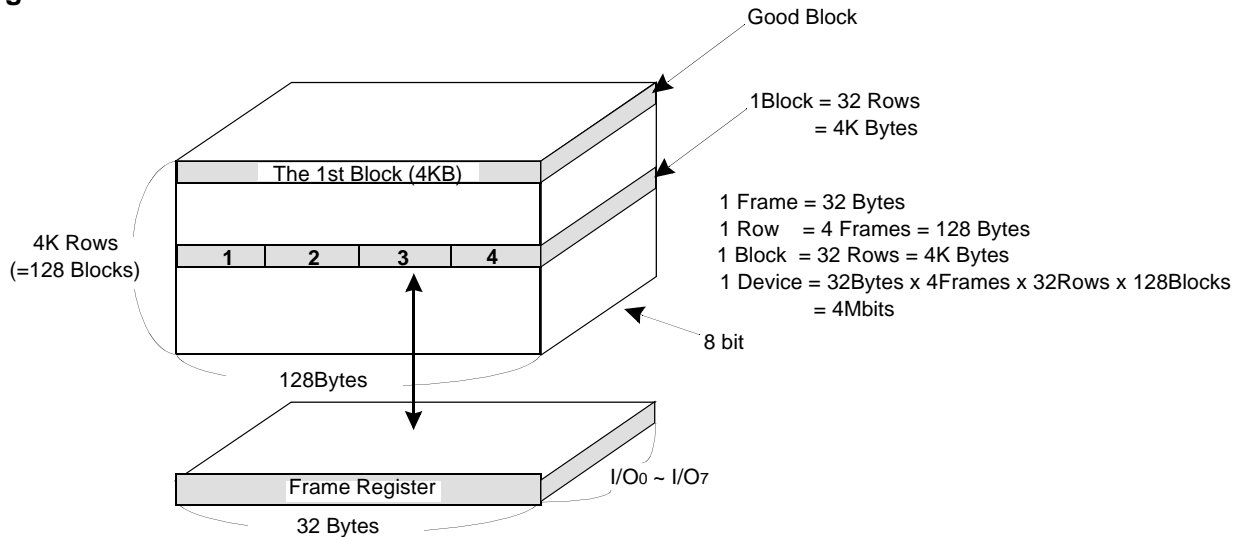 g
Good Block
1Block = 32 Rows
= 4K Bytes
The 1st Block (4KB)
1 Frame = 32 Bytes
1 Row = 4 Frames = 128 Bytes
1 Block = 32 Rows = 4K Bytes
1 Device = 32Bytes x 4Frames x 32Rows x 128Blocks
= 4Mbits
4K Rows
(=128 Blocks)
1 2 3 4
8 bit
128Bytes
I/O0 ~ I/O7
Frame Register
32 Bytes